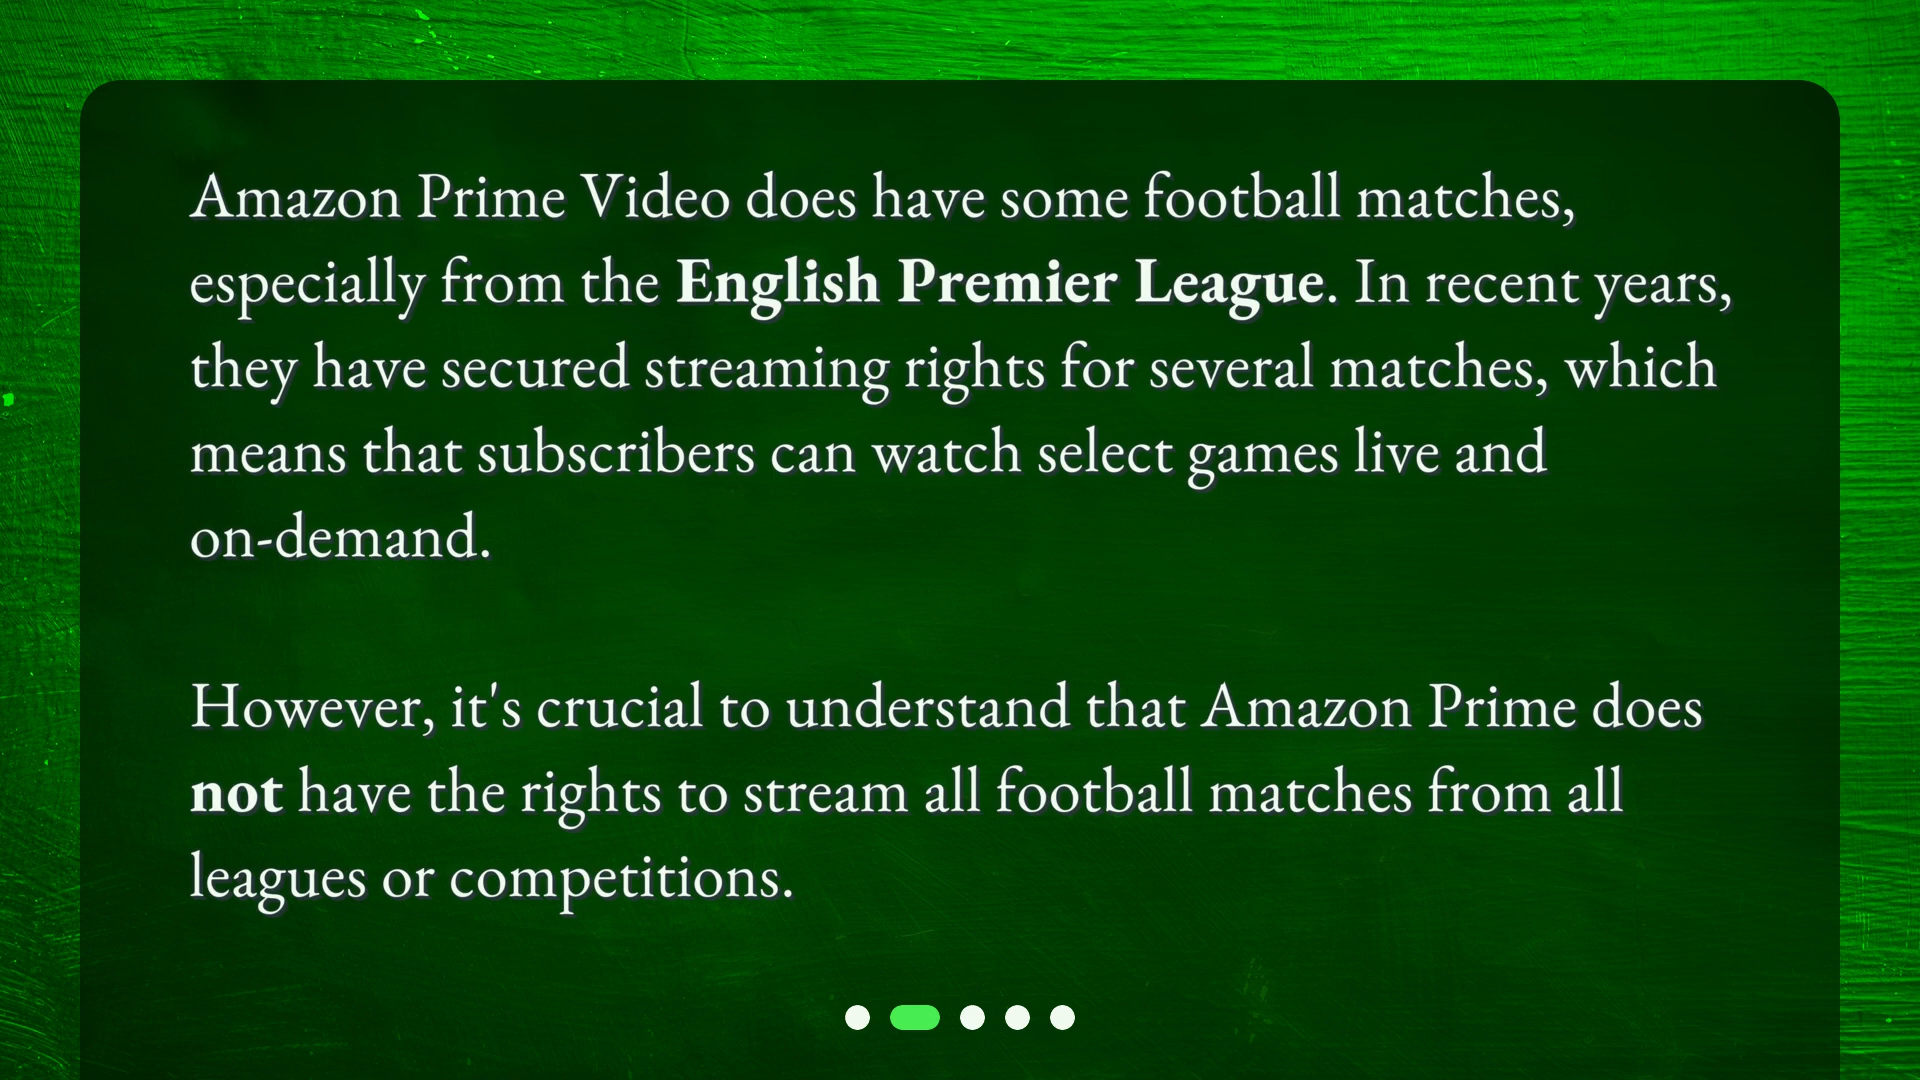 Amazon Prime Video does have some football matches,
especially from the English Premier League. In recent years,
they have secured streaming rights for several matches, which
means that subscribers can watch select games live and
on-demand.
However, it's crucial to understand that Amazon Prime does
not have the rights to stream all football matches from all
leagues or competitions.